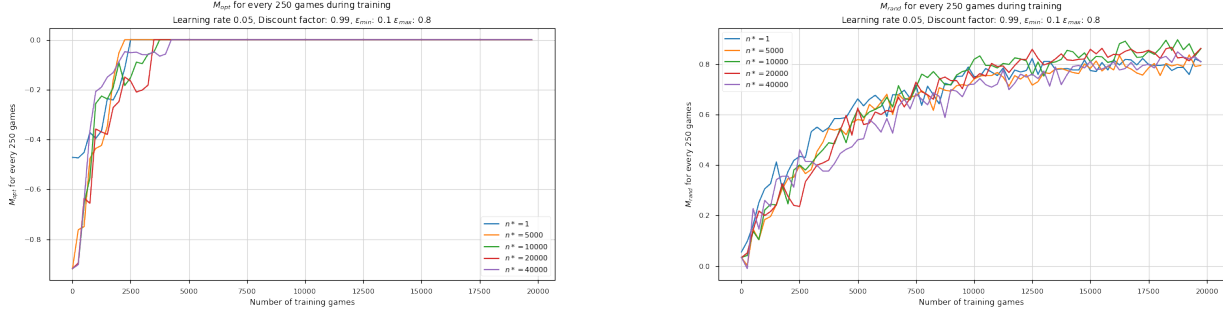 M_opt for every 250 games during training
Learning rate 0.05, Discount factor: 0.99, ε_min: 0.1 ε_max: 0.8
M_opt for every 250 games
0.0
−0.2
−0.4
−0.6
−0.8
n* = 1
n* = 5000
n* = 10000
n* = 20000
n* = 40000
0 2500 5000 7500 10000 12500 15000 17500 20000
Number of training games
M_rand for every 250 games during training
Learning rate 0.05, Discount factor: 0.99, ε_min: 0.1 ε_max: 0.8
M_rand for every 250 games
n* = 1
n* = 5000
n* = 10000
n* = 20000
n* = 40000
0.8
0.6
0.4
0.2
0.0
0 2500 5000 7500 10000 12500 15000 17500 20000
Number of training games